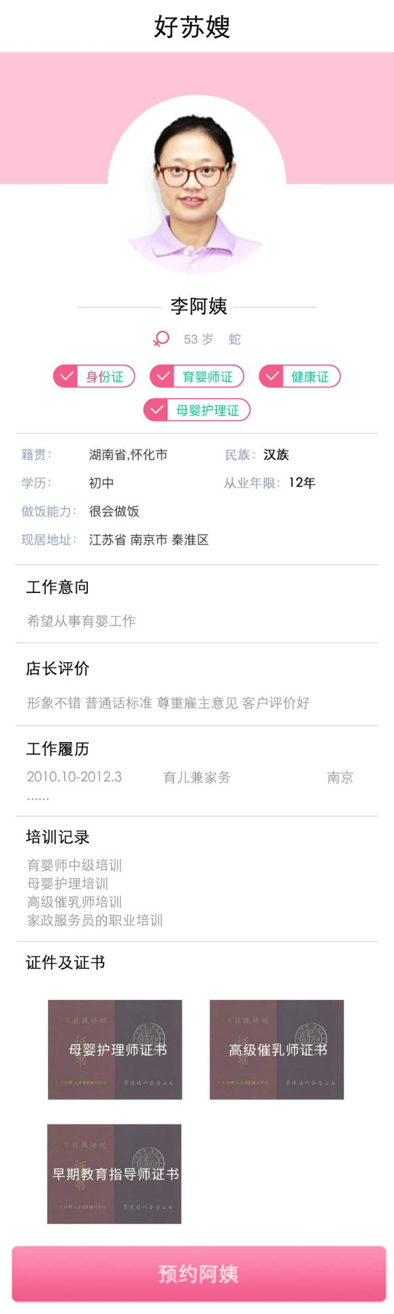 好苏嫂
李阿姨
53 岁 蛇
身份证 育婴师证 健康证
母婴护理证
籍贯: 湖南省,怀化市 民族: 汉族
学历: 初中 从业年限: 12年
做饭能力: 很会做饭
现居地址: 江苏省 南京市 秦淮区
工作意向
希望从事育婴工作
店长评价
形象不错 普通话标准 尊重雇主意见 客户评价好
工作履历
2010.10-2012.3 育儿兼家务 南京
......
培训记录
育婴师中级培训
母婴护理培训
高级催乳师培训
家政服务员的职业培训
证件及证书
母婴护理师证书 高级催乳师证书
早期教育指导师证书
预约阿姨